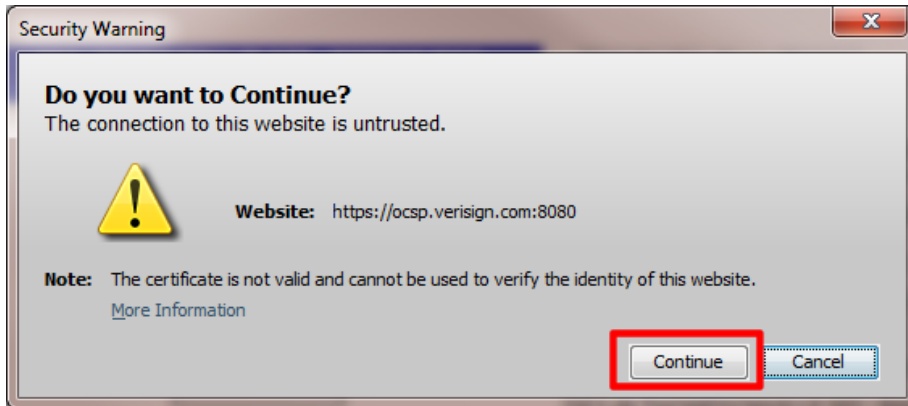 Security Warning
Do you want to Continue?
The connection to this website is untrusted.
Website: https://ocsp.verisign.com:8080
Note: The certificate is not valid and cannot be used to verify the identity of this website.
More Information
Continue Cancel